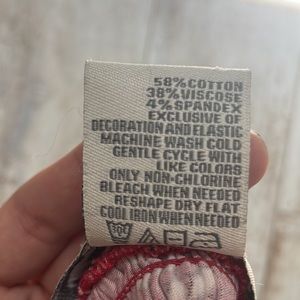 58% COTTON
38% VISCOSE
4% SPANDEX
EXCLUSIVE OF
DECORATION AND ELASTIC
MACHINE WASH COLD
GENTLE CYCLE WITH
LIKE COLORS
ONLY NON-CHLORINE
BLEACH WHEN NEEDED
RESHAPE DRY FLAT
COOL IRON WHEN NEEDED
30